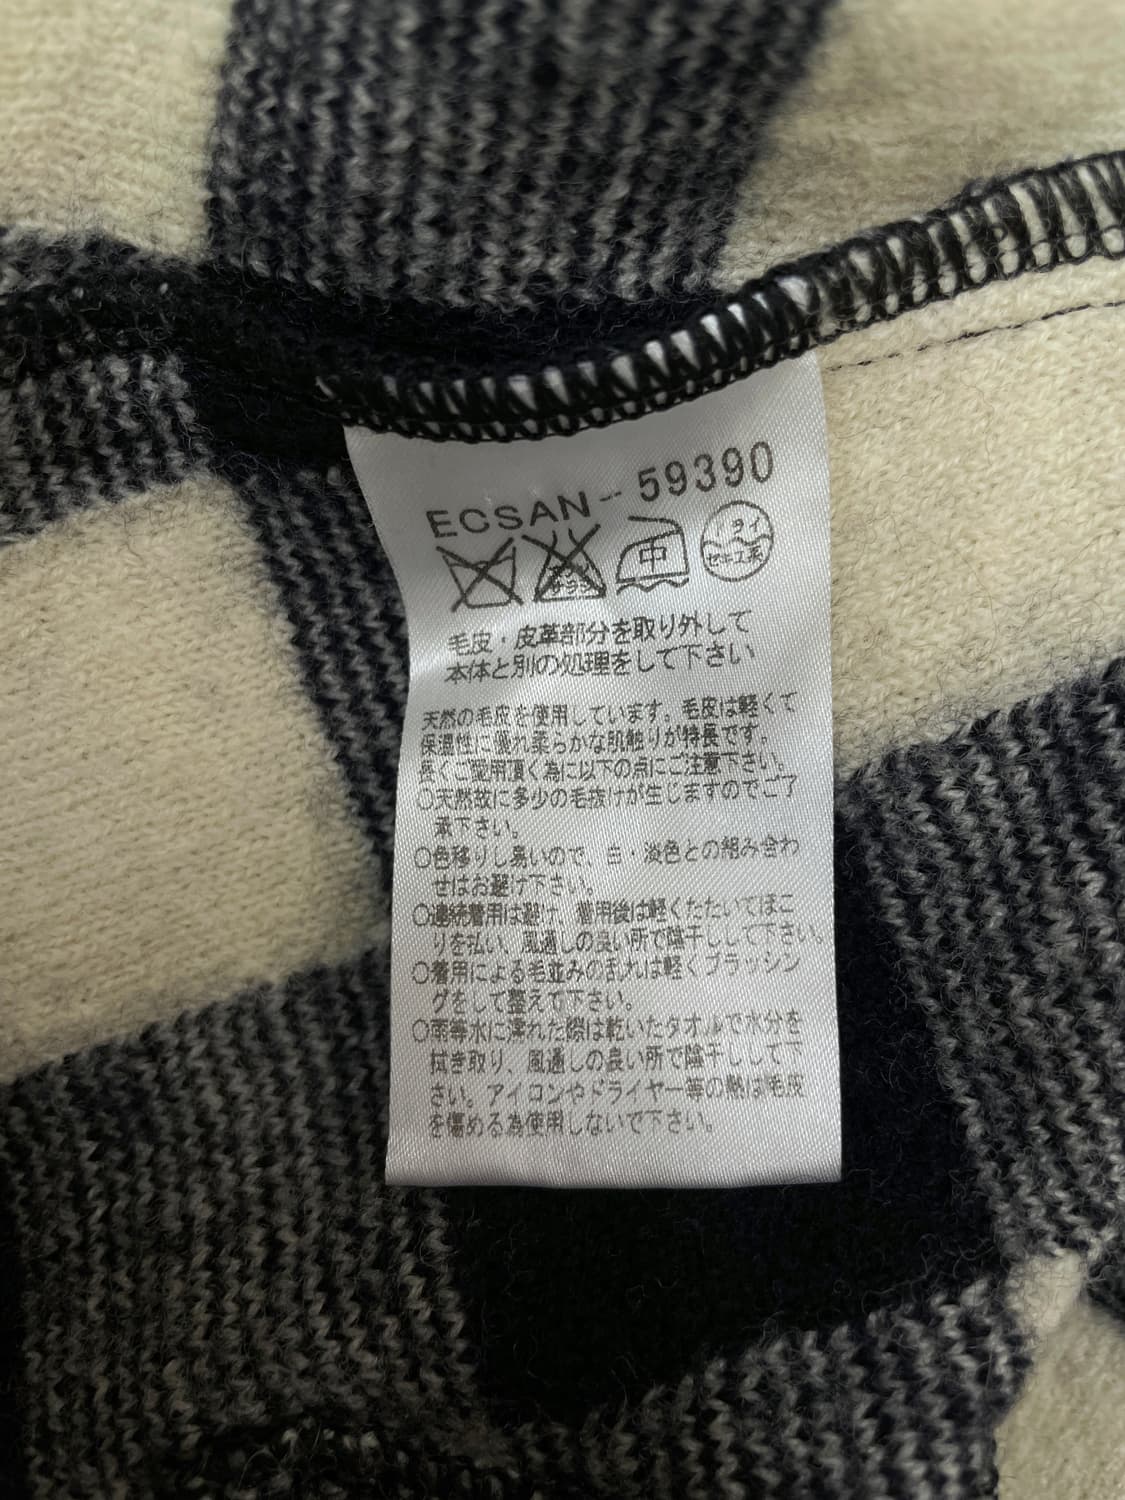 ECSAN--59390
中 ドライ セキユ系
毛皮・皮革部分を取り外して
本体と別の処理をして下さい
天然の毛皮を使用しています。毛皮は軽くて
保温性に優れ柔らかな肌触りが特長です。
長くご愛用頂く為に以下の点にご注意下さい。
○天然故に多少の毛抜けが生じますのでご了
承下さい。
○色移りし易いので、白・淡色との組み合わ
せはお避け下さい。
○連続着用は避け、着用後は軽くたたいてほこ
りを払い、風通しの良い所で陰干しして下さい。
○着用による毛並みの乱れは軽くブラッシン
グをして整えて下さい。
○雨等水に濡れた際は乾いたタオルで水分を
拭き取り、風通しの良い所で陰干しして下
さい。アイロンやドライヤー等の熱は毛皮
を傷める為使用しないで下さい。